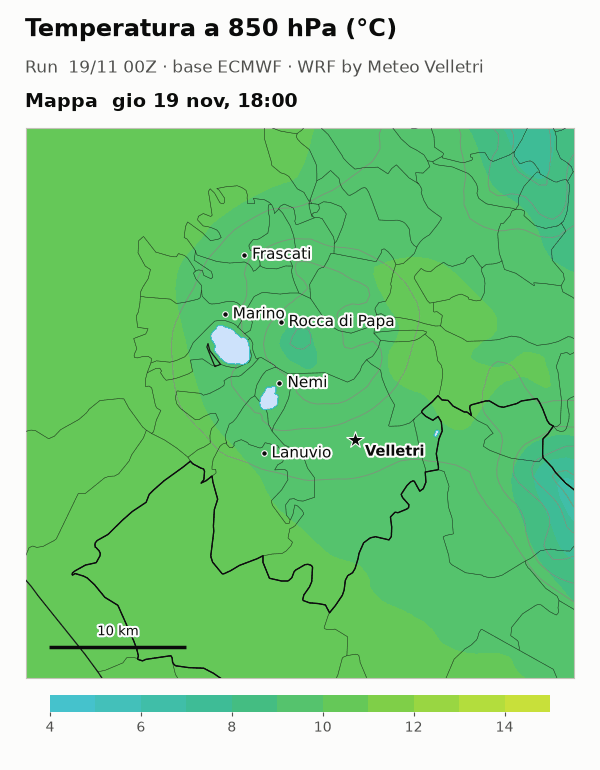 Temperatura a 850 hPa (°C)
Run  19/11 00Z · base ECMWF · WRF by Meteo Velletri
Mappa  gio 19 nov, 18:00
Frascati
Marino
Rocca di Papa
Nemi
Velletri
Lanuvio
10 km
4 6 8 10 12 14